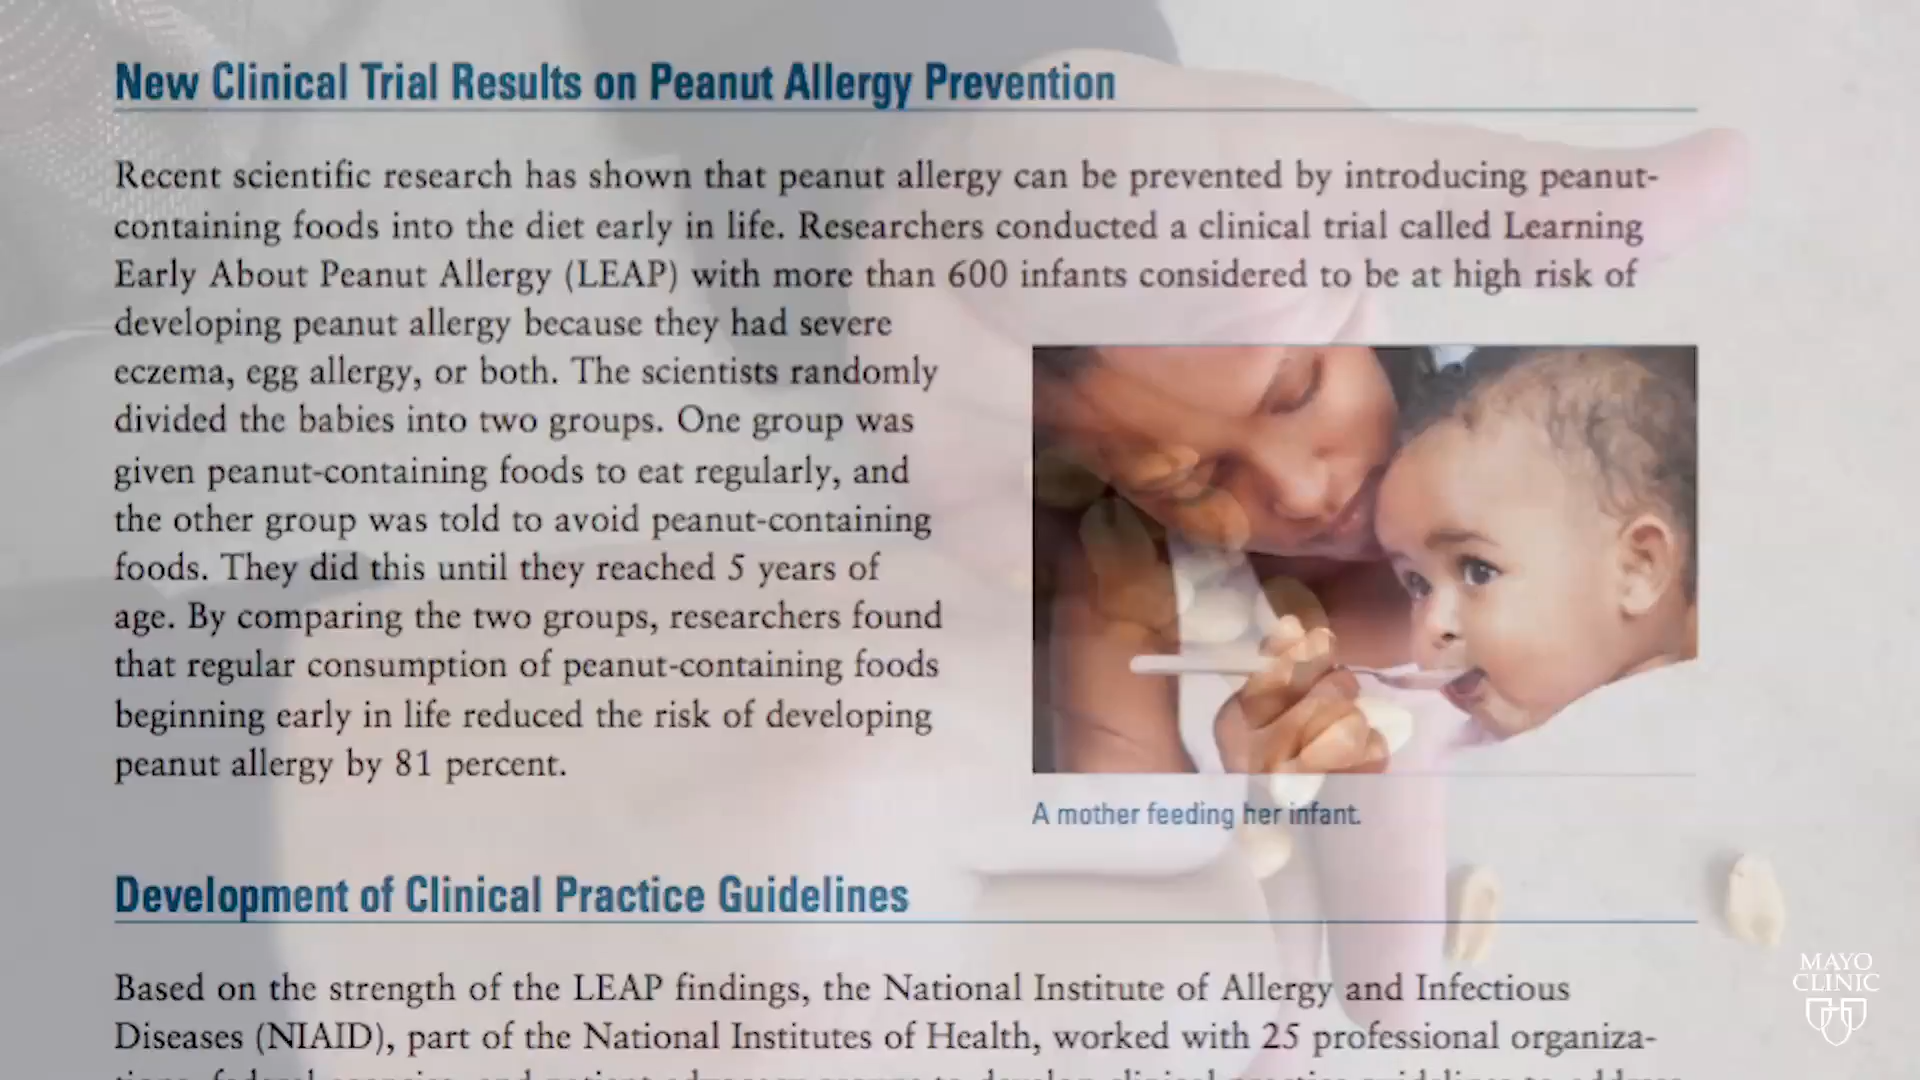 New Clinical Trial Results on Peanut Allergy Prevention
Recent scientific research has shown that peanut allergy can be prevented by introducing peanut-
containing foods into the diet early in life. Researchers conducted a clinical trial called Learning
Early About Peanut Allergy (LEAP) with more than 600 infants considered to be at high risk of
developing peanut allergy because they had severe
eczema, egg allergy, or both. The scientists randomly
divided the babies into two groups. One group was
given peanut-containing foods to eat regularly, and
the other group was told to avoid peanut-containing
foods. They did this until they reached 5 years of
age. By comparing the two groups, researchers found
that regular consumption of peanut-containing foods
beginning early in life reduced the risk of developing
peanut allergy by 81 percent.
A mother feeding her infant.
Development of Clinical Practice Guidelines
Based on the strength of the LEAP findings, the National Institute of Allergy and Infectious
Diseases (NIAID), part of the National Institutes of Health, worked with 25 professional organiza-
MAYO
CLINIC